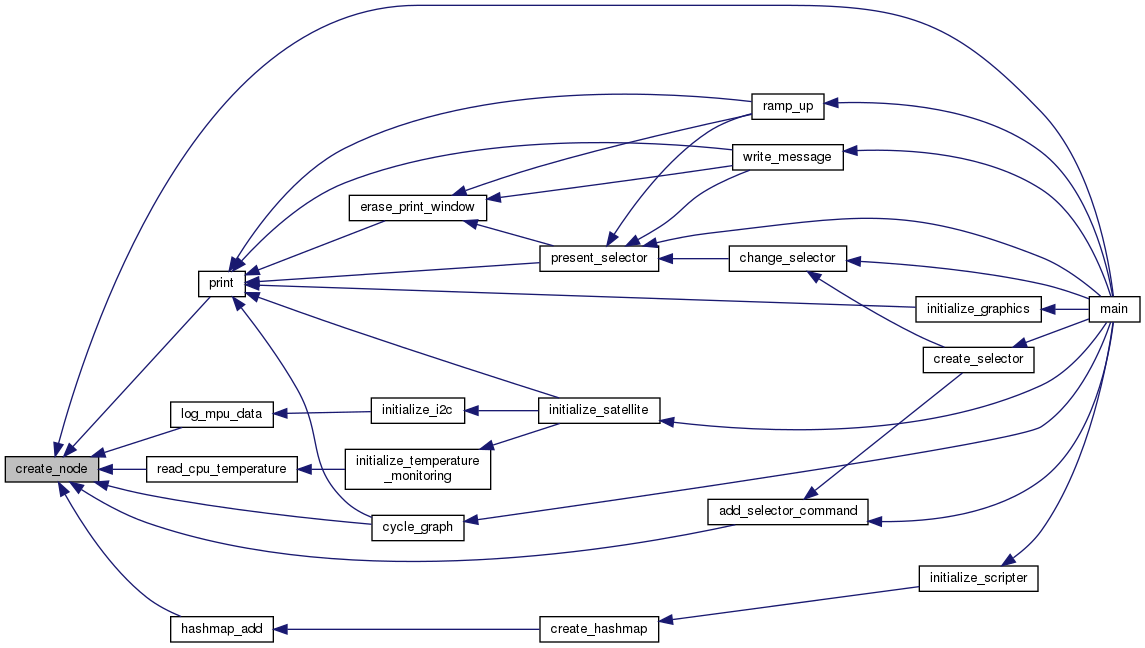 ramp_up
write_message
erase_print_window
present_selector
change_selector
print
initialize_graphics
main
create_selector
log_mpu_data
initialize_i2c
initialize_satellite
create_node
read_cpu_temperature
initialize_temperature
_monitoring
add_selector_command
cycle_graph
initialize_scripter
hashmap_add
create_hashmap